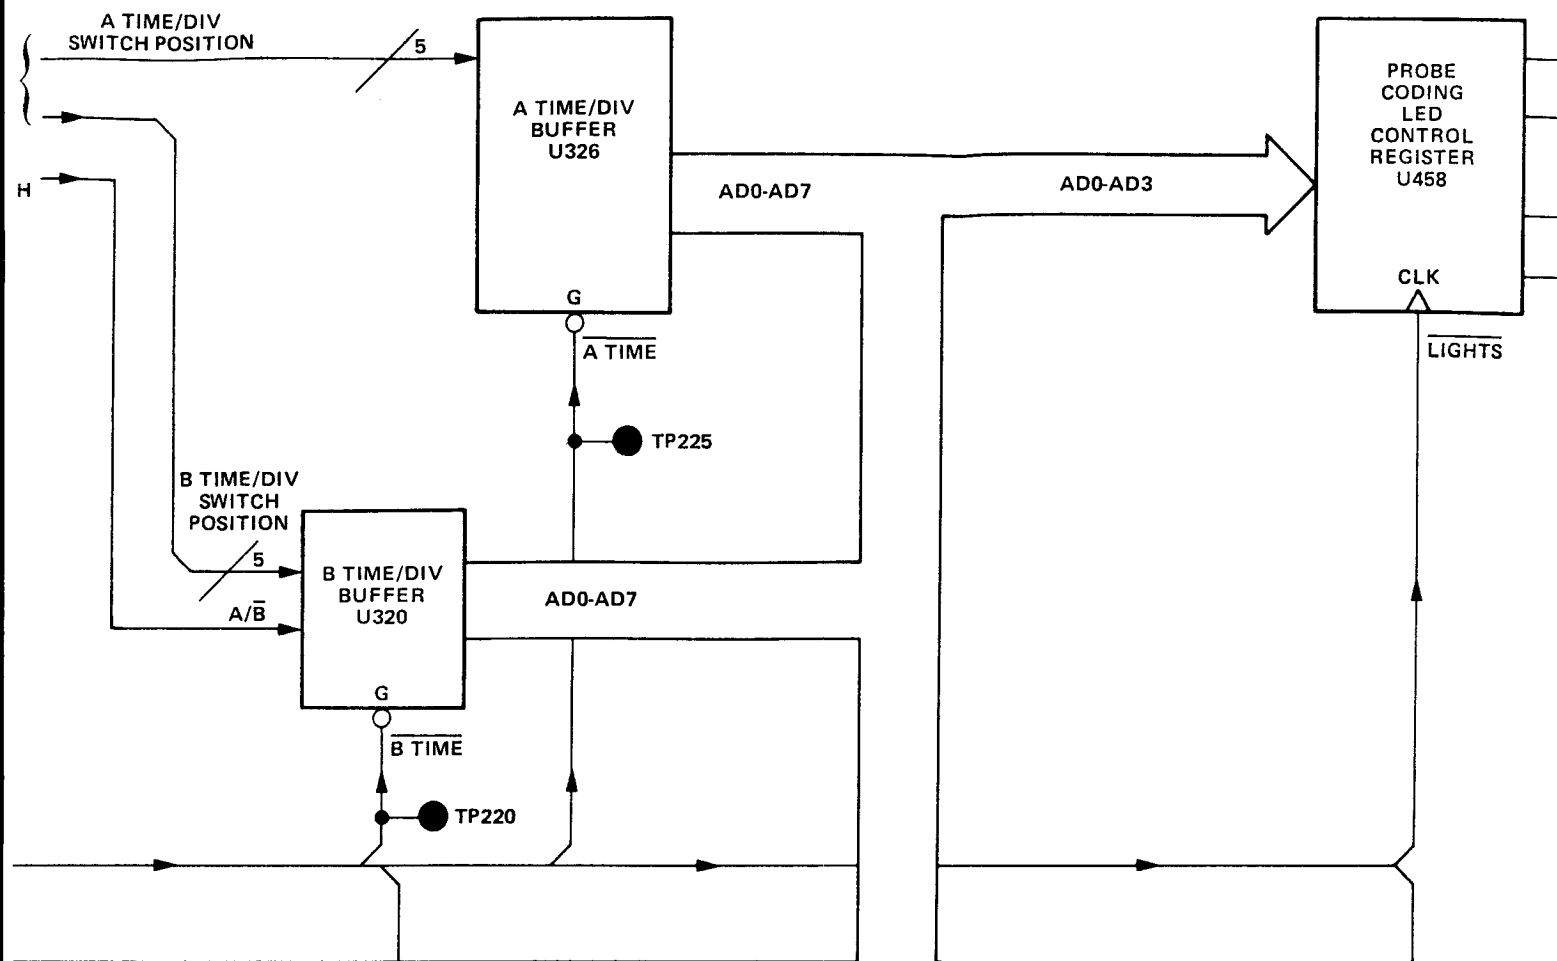 A TIME/DIV
SWITCH POSITION
5
H
A TIME/DIV
BUFFER
U326
G
A TIME
TP225
AD0-AD7
AD0-AD3
PROBE
CODING
LED
CONTROL
REGISTER
U458
CLK
LIGHTS
B TIME/DIV
SWITCH
POSITION
5
A/B̅
B TIME/DIV
BUFFER
U320
G
AD0-AD7
B TIME
TP220